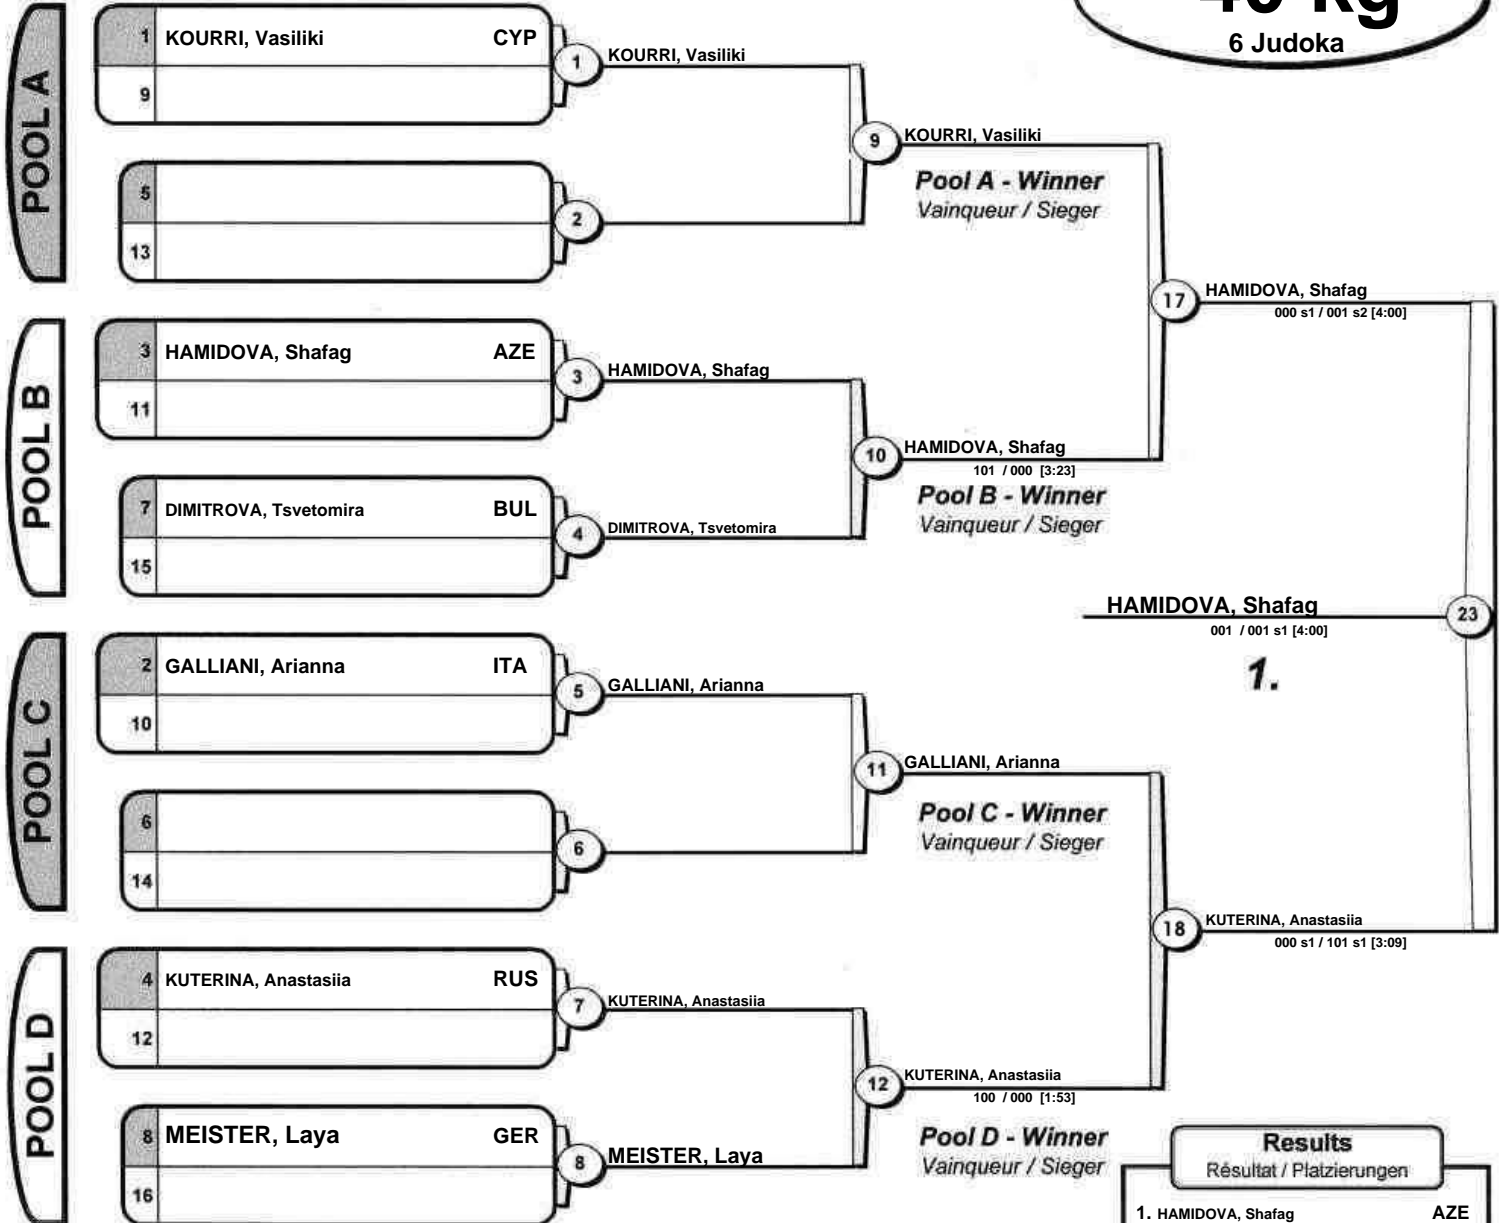 40 kg
6 Judoka
POOL A
1 KOURRI, Vasiliki CYP
9
5
13
1
KOURRI, Vasiliki
2
9
KOURRI, Vasiliki
Pool A - Winner
Vainqueur / Sieger
POOL B
3 HAMIDOVA, Shafag AZE
11
7 DIMITROVA, Tsvetomira BUL
15
3
HAMIDOVA, Shafag
4
DIMITROVA, Tsvetomira
10
HAMIDOVA, Shafag
101 / 000 [3:23]
Pool B - Winner
Vainqueur / Sieger
17
HAMIDOVA, Shafag
000 s1 / 001 s2 [4:00]
HAMIDOVA, Shafag
23
001 / 001 s1 [4:00]
1.
POOL C
2 GALLIANI, Arianna ITA
10
6
14
5
GALLIANI, Arianna
6
11
GALLIANI, Arianna
Pool C - Winner
Vainqueur / Sieger
POOL D
4 KUTERINA, Anastasiia RUS
12
8 MEISTER, Laya GER
16
7
KUTERINA, Anastasiia
8
MEISTER, Laya
12
KUTERINA, Anastasiia
100 / 000 [1:53]
Pool D - Winner
Vainqueur / Sieger
18
KUTERINA, Anastasiia
000 s1 / 101 s1 [3:09]
Results
Résultat / Platzierungen
1. HAMIDOVA, Shafag AZE